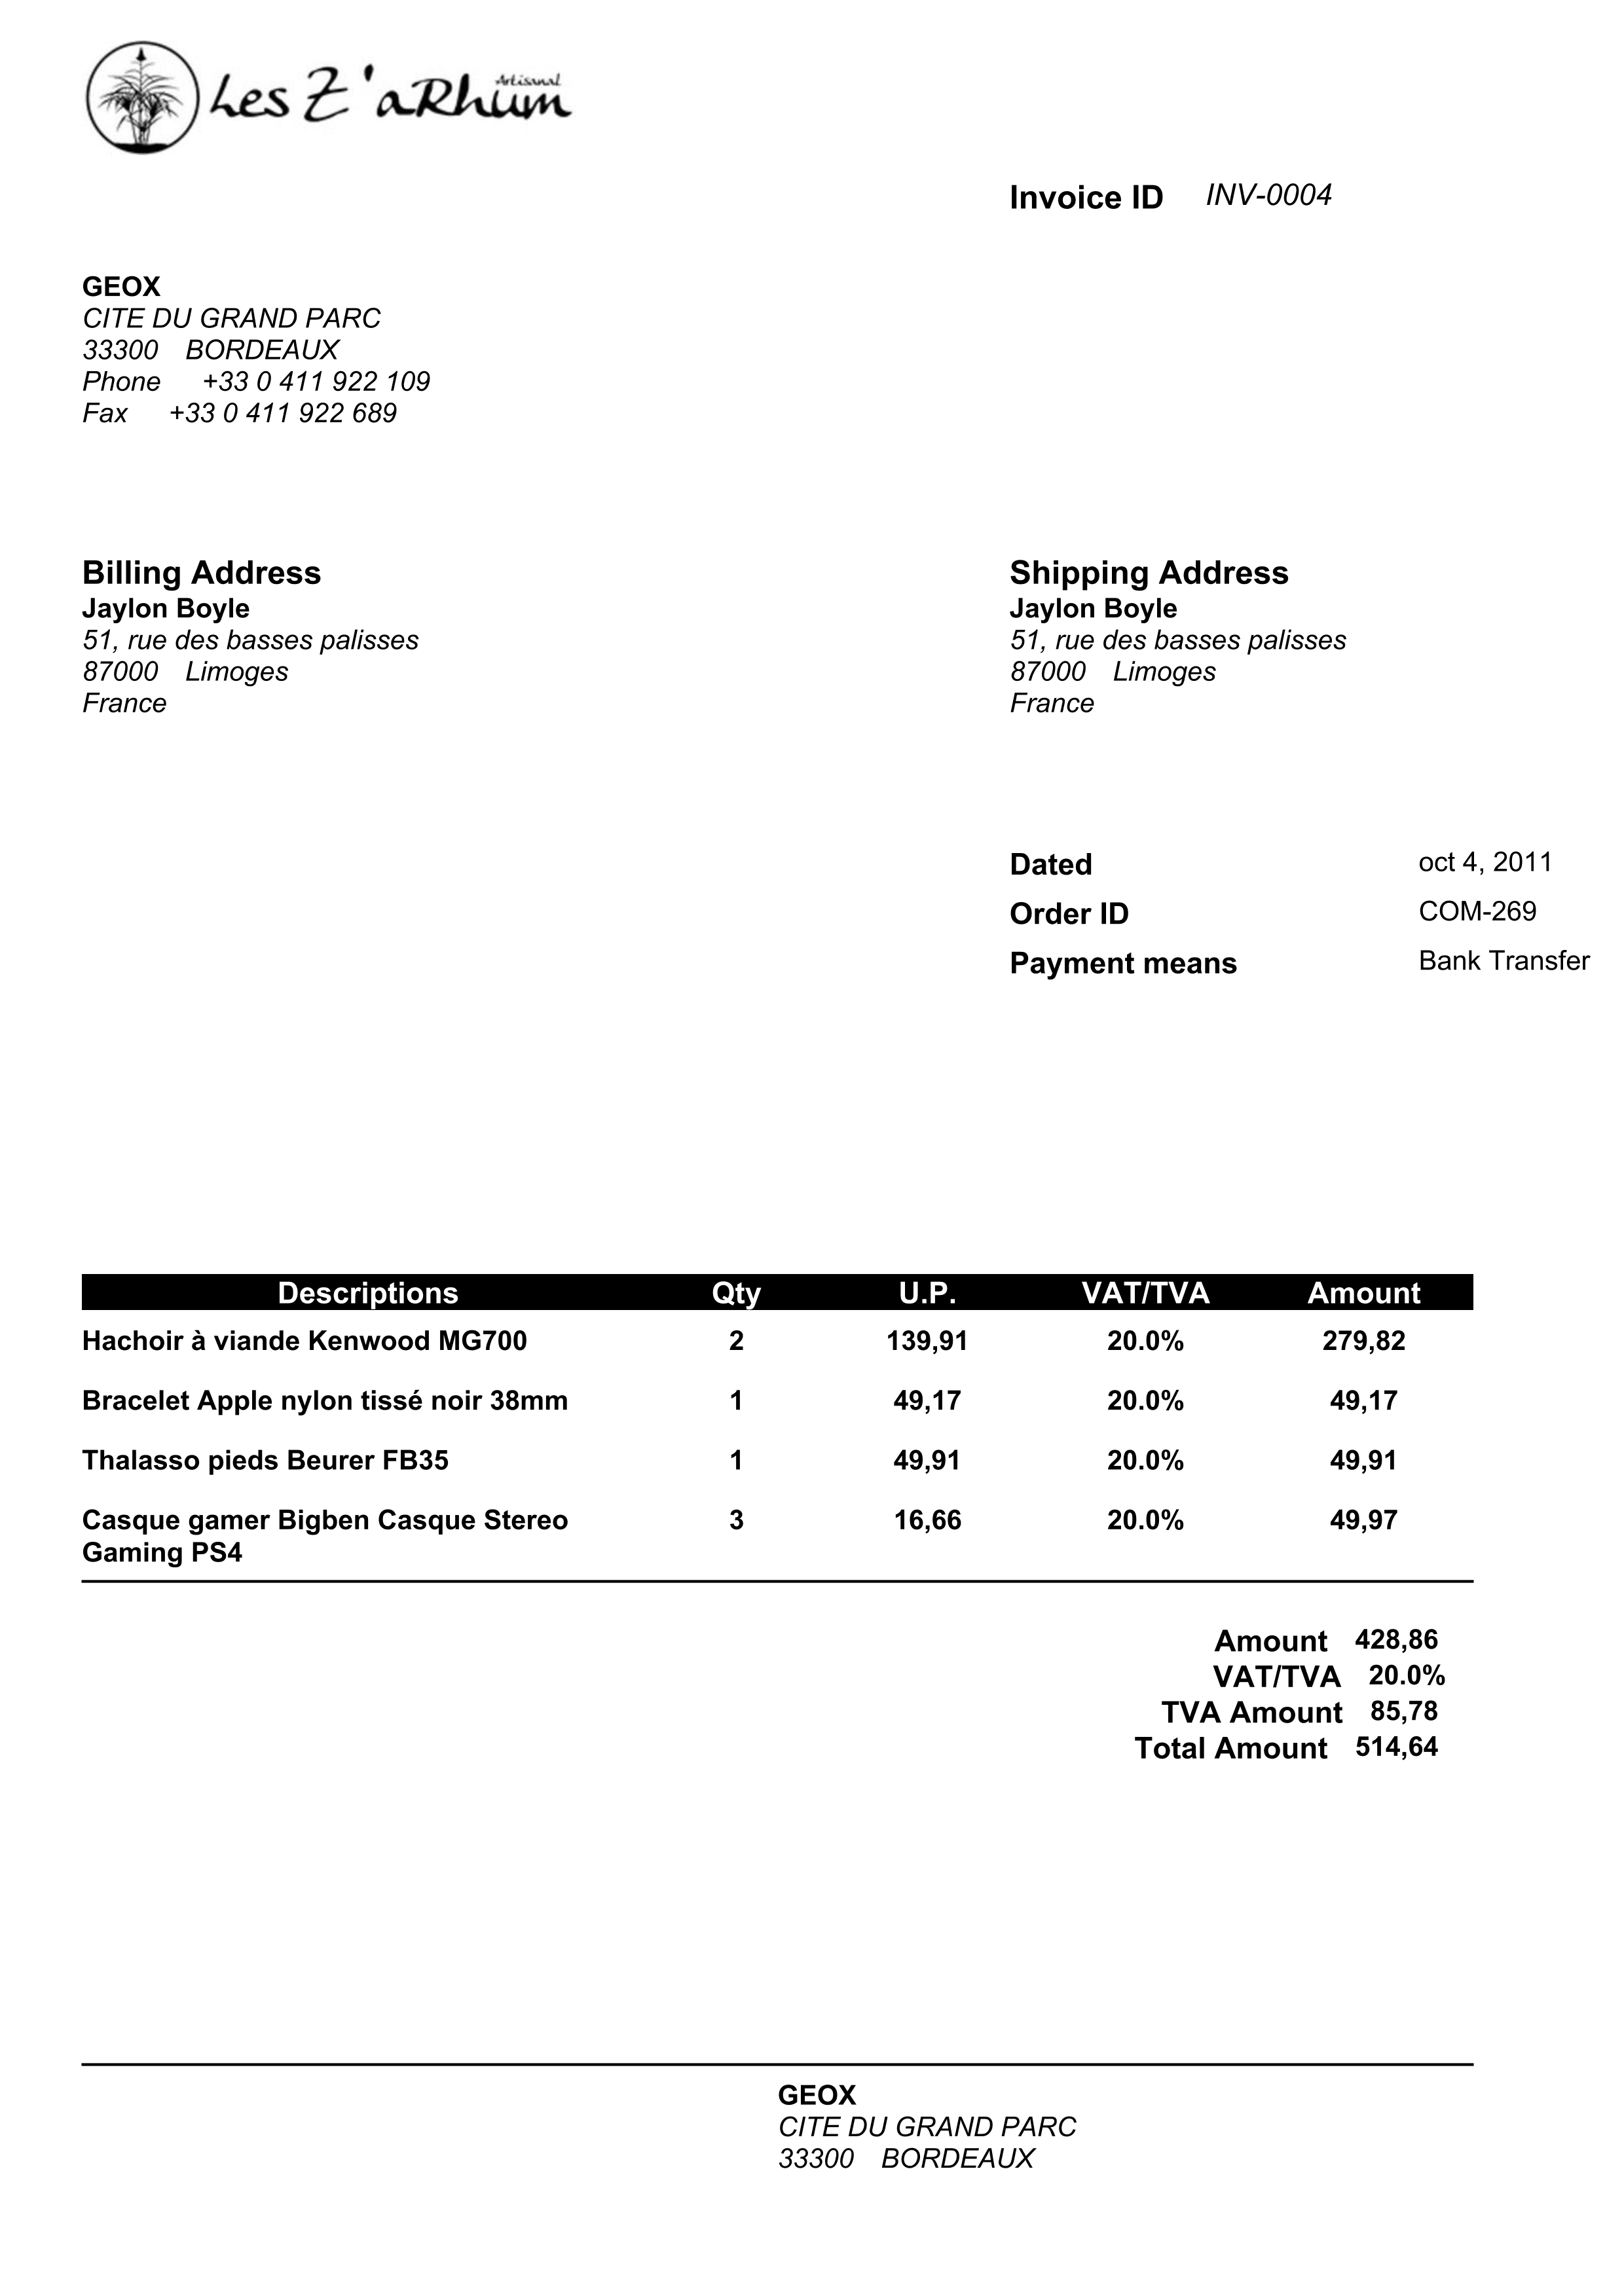 Les Z'aRhum Artisanal
Invoice ID INV-0004
GEOX
CITE DU GRAND PARC
33300 BORDEAUX
Phone +33 0 411 922 109
Fax +33 0 411 922 689
Billing Address
Jaylon Boyle
51, rue des basses palisses
87000 Limoges
France
Shipping Address
Jaylon Boyle
51, rue des basses palisses
87000 Limoges
France
Dated oct 4, 2011
Order ID COM-269
Payment means Bank Transfer
Descriptions Qty U.P. VAT/TVA Amount
Hachoir à viande Kenwood MG700 2 139,91 20.0% 279,82
Bracelet Apple nylon tissé noir 38mm 1 49,17 20.0% 49,17
Thalasso pieds Beurer FB35 1 49,91 20.0% 49,91
Casque gamer Bigben Casque Stereo 3 16,66 20.0% 49,97
Gaming PS4
Amount 428,86
VAT/TVA 20.0%
TVA Amount 85,78
Total Amount 514,64
GEOX
CITE DU GRAND PARC
33300 BORDEAUX